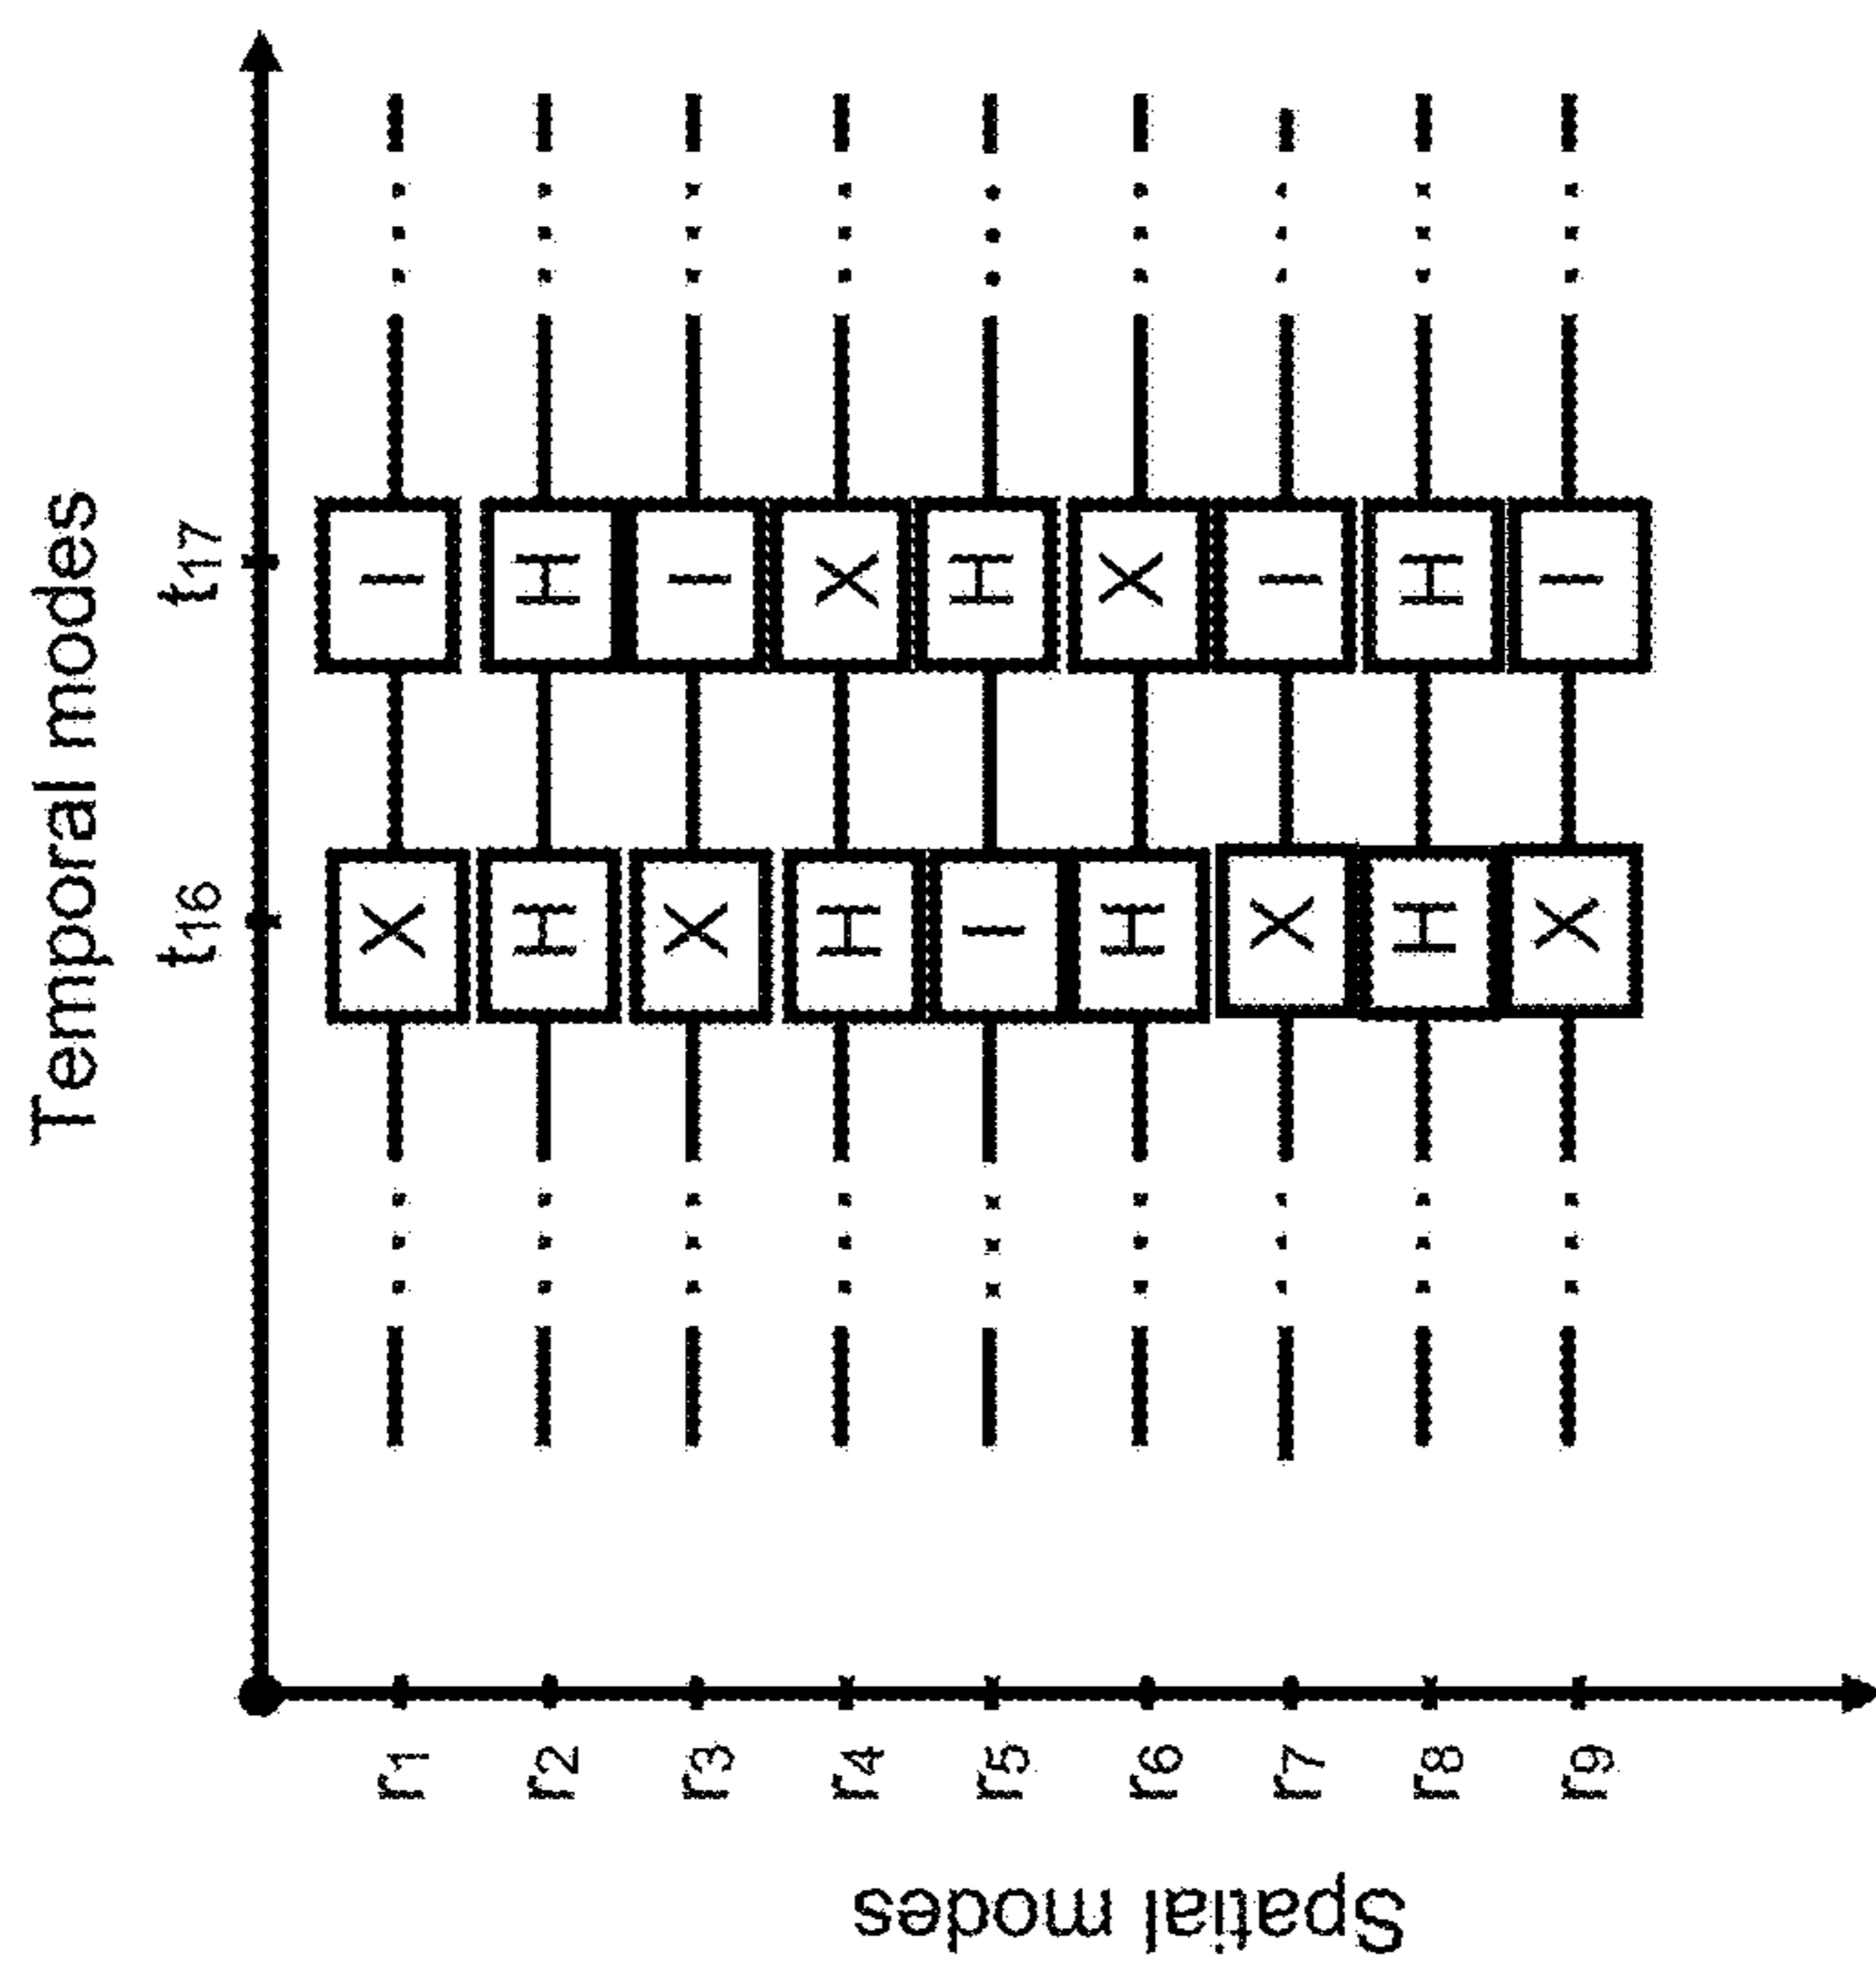 Temporal modes
t16 t17
r1 X I
r2 H H
r3 X I
r4 H X
r5 I H
r6 H X
r7 X I
r8 H H
r9 X I
Spatial modes